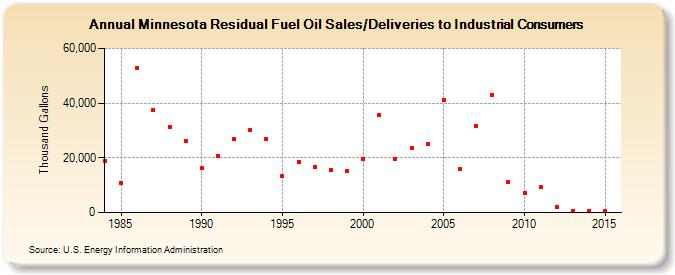 Annual Minnesota Residual Fuel Oil Sales/Deliveries to Industrial Consumers
Thousand Gallons
60,000
40,000
20,000
0
1985 1990 1995 2000 2005 2010 2015
Source: U.S. Energy Information Administration